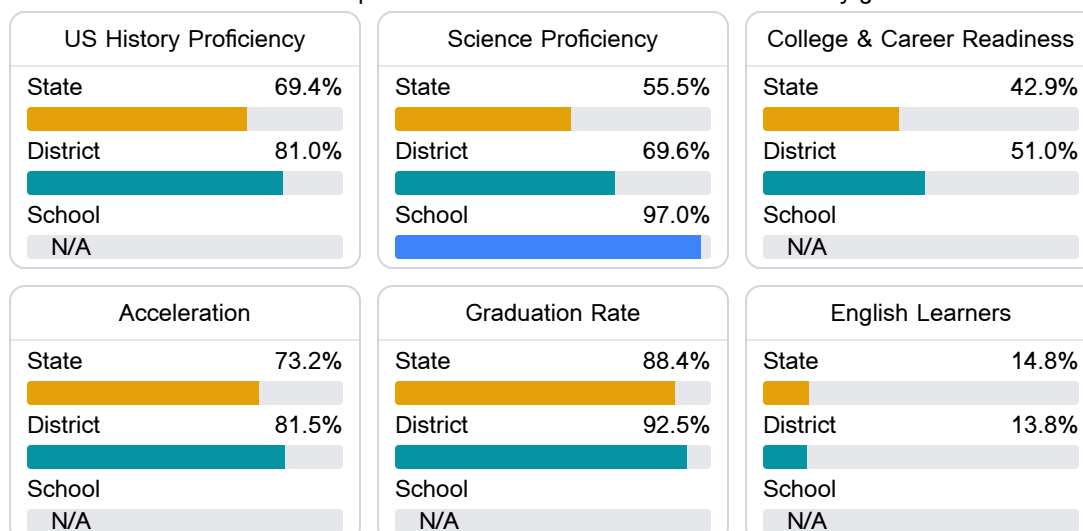 US History Proficiency
State 69.4%
District 81.0%
School
N/A
Science Proficiency
State 55.5%
District 69.6%
School 97.0%
College & Career Readiness
State 42.9%
District 51.0%
School
N/A
Acceleration
State 73.2%
District 81.5%
School
N/A
Graduation Rate
State 88.4%
District 92.5%
School
N/A
English Learners
State 14.8%
District 13.8%
School
N/A